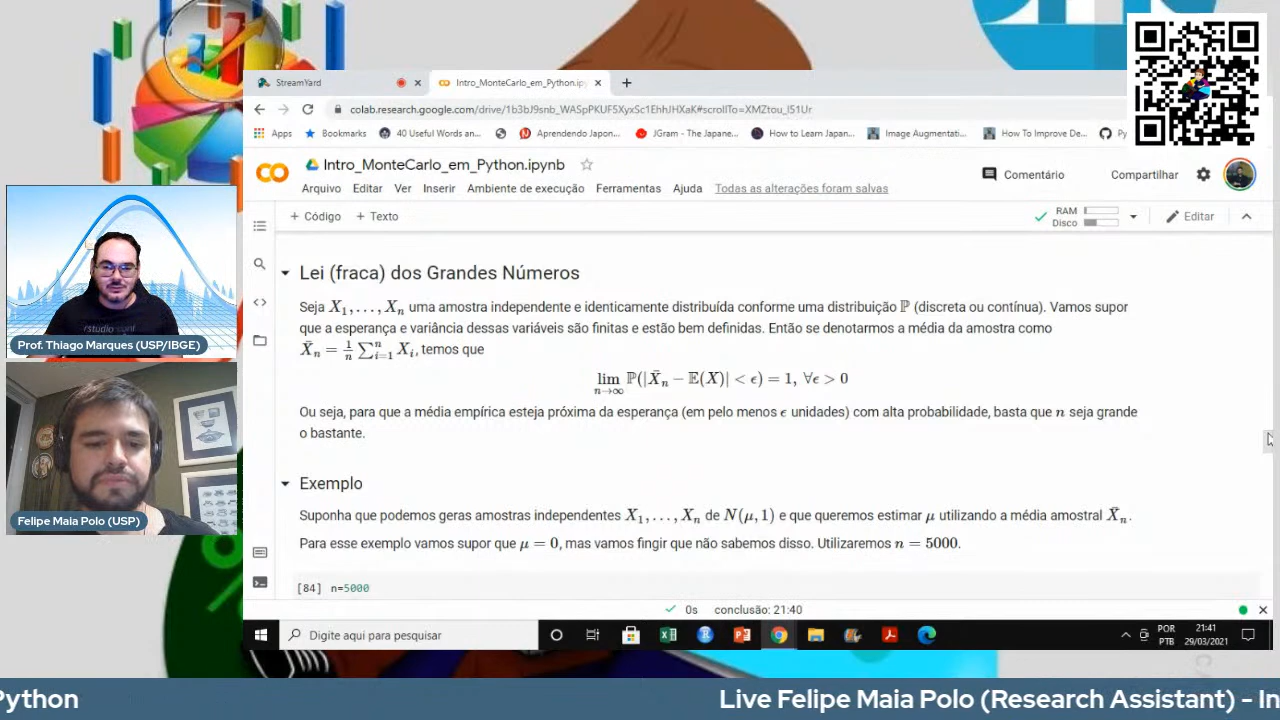 StreamYard
Intro_MonteCarlo_em_Python.ipy
colab.research.google.com/drive/
Apps
Bookmarks
40 Useful Words an...
Aprendendo Japon...
JGram - The Japane...
How to Learn Japan...
Image Augmentati...
How To Improve De...
Py
Intro_MonteCarlo_em_Python.ipynb
Comentário
Compartilhar
Arquivo Editar Ver Inserir Ambiente de execução Ferramentas Ajuda Todas as alterações foram salvas
+ Código + Texto
RAM
Disco
Editar
Lei (fraca) dos Grandes Números
Seja X₁, . . . , Xₙ uma amostra independente e identicamente distribuída conforme uma distribuição ℙ (discreta ou contínua). Vamos supor
que a esperança e variância dessas variáveis são finitas e estão bem definidas. Então se denotarmos a média da amostra como
X̄ₙ = 1/n ∑ⁿᵢ₌₁ Xᵢ, temos que
lim n→∞ ℙ(|X̄ₙ − 𝔼(X)| < ϵ) = 1, ∀ϵ > 0
Ou seja, para que a média empírica esteja próxima da esperança (em pelo menos ϵ unidades) com alta probabilidade, basta que n seja grande
o bastante.
Exemplo
Suponha que podemos geras amostras independentes X₁, . . . , Xₙ de N(μ, 1) e que queremos estimar μ utilizando a média amostral X̄ₙ.
Para esse exemplo vamos supor que μ = 0, mas vamos fingir que não sabemos disso. Utilizaremos n = 5000.
[84] n=5000
0s conclusão: 21:40
Digite aqui para pesquisar
POR
PTB
21:41
29/03/2021
Prof. Thiago Marques (USP/IBGE)
Felipe Maia Polo (USP)
Python
Live Felipe Maia Polo (Research Assistant) - In